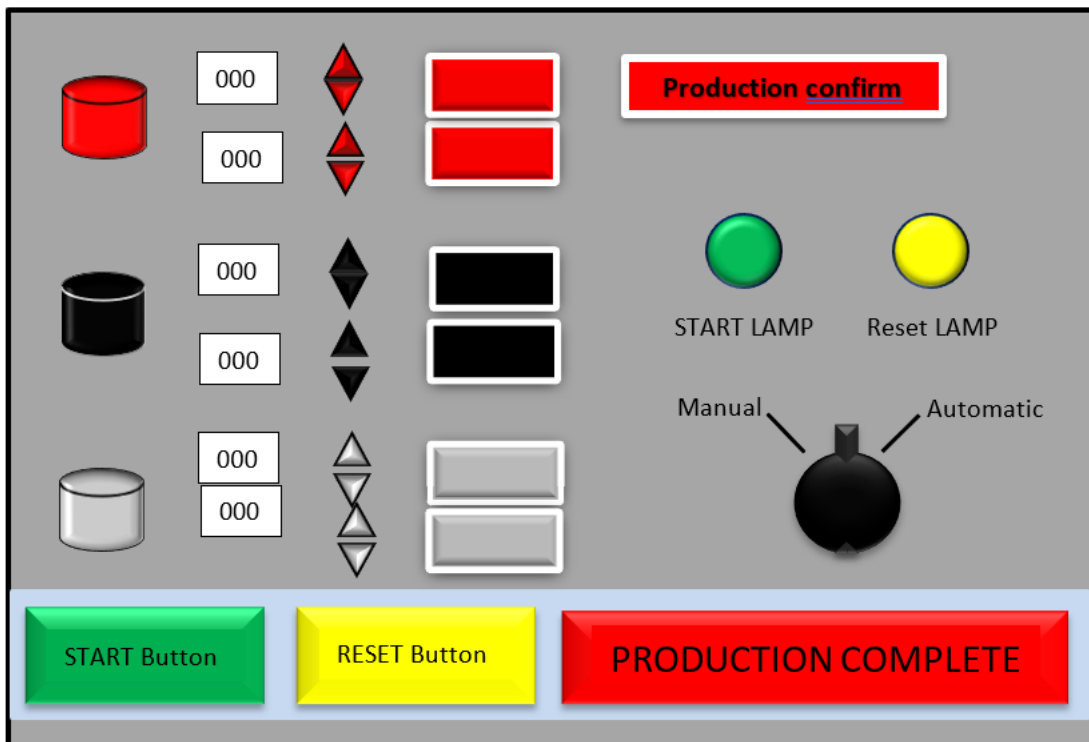 000
Production confirm
000
000
START LAMP Reset LAMP
000
Manual Automatic
000
000
START Button RESET Button PRODUCTION COMPLETE